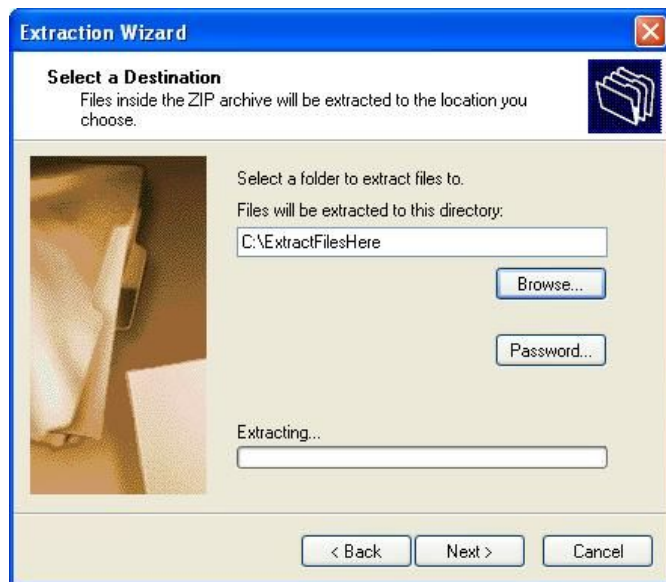 Extraction Wizard
Select a Destination
Files inside the ZIP archive will be extracted to the location you
choose.
Select a folder to extract files to.
Files will be extracted to this directory:
C:\ExtractFilesHere
Browse...
Password...
Extracting...
< Back
Next >
Cancel